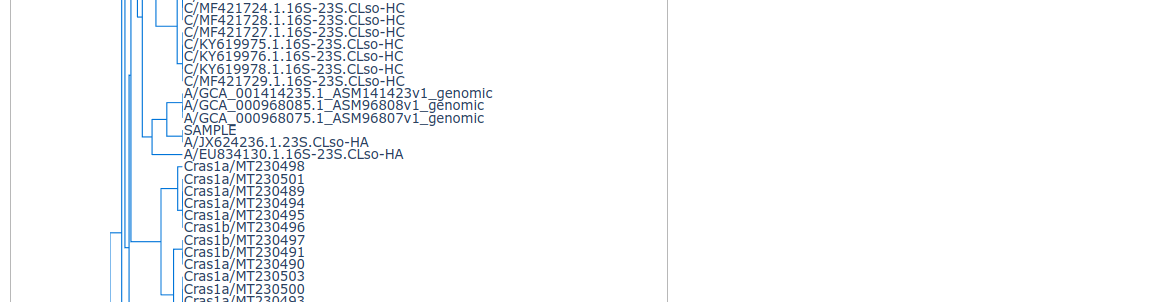 C/MF421724.1.16S-23S.CLso-HC
C/MF421728.1.16S-23S.CLso-HC
C/MF421727.1.16S-23S.CLso-HC
C/KY619975.1.16S-23S.CLso-HC
C/KY619976.1.16S-23S.CLso-HC
C/KY619978.1.16S-23S.CLso-HC
C/MF421729.1.16S-23S.CLso-HC
A/GCA_001414235.1_ASM141423v1_genomic
A/GCA_000968085.1_ASM96808v1_genomic
A/GCA_000968075.1_ASM96807v1_genomic
SAMPLE
A/JX624236.1.23S.CLso-HA
A/EU834130.1.16S-23S.CLso-HA
Cras1a/MT230498
Cras1a/MT230501
Cras1a/MT230489
Cras1a/MT230494
Cras1a/MT230495
Cras1b/MT230496
Cras1b/MT230497
Cras1b/MT230491
Cras1a/MT230490
Cras1a/MT230503
Cras1a/MT230500
Cras1a/MT230493